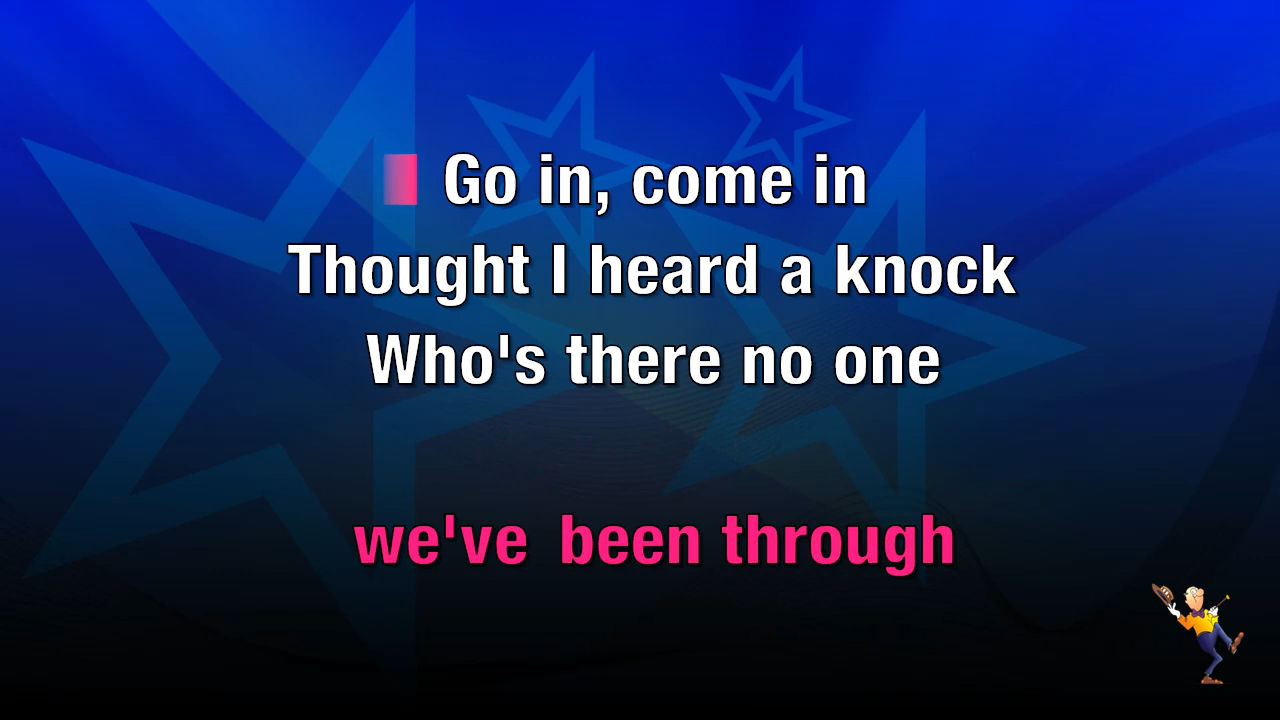 Go in, come in
Thought I heard a knock
Who's there no one
we've been through